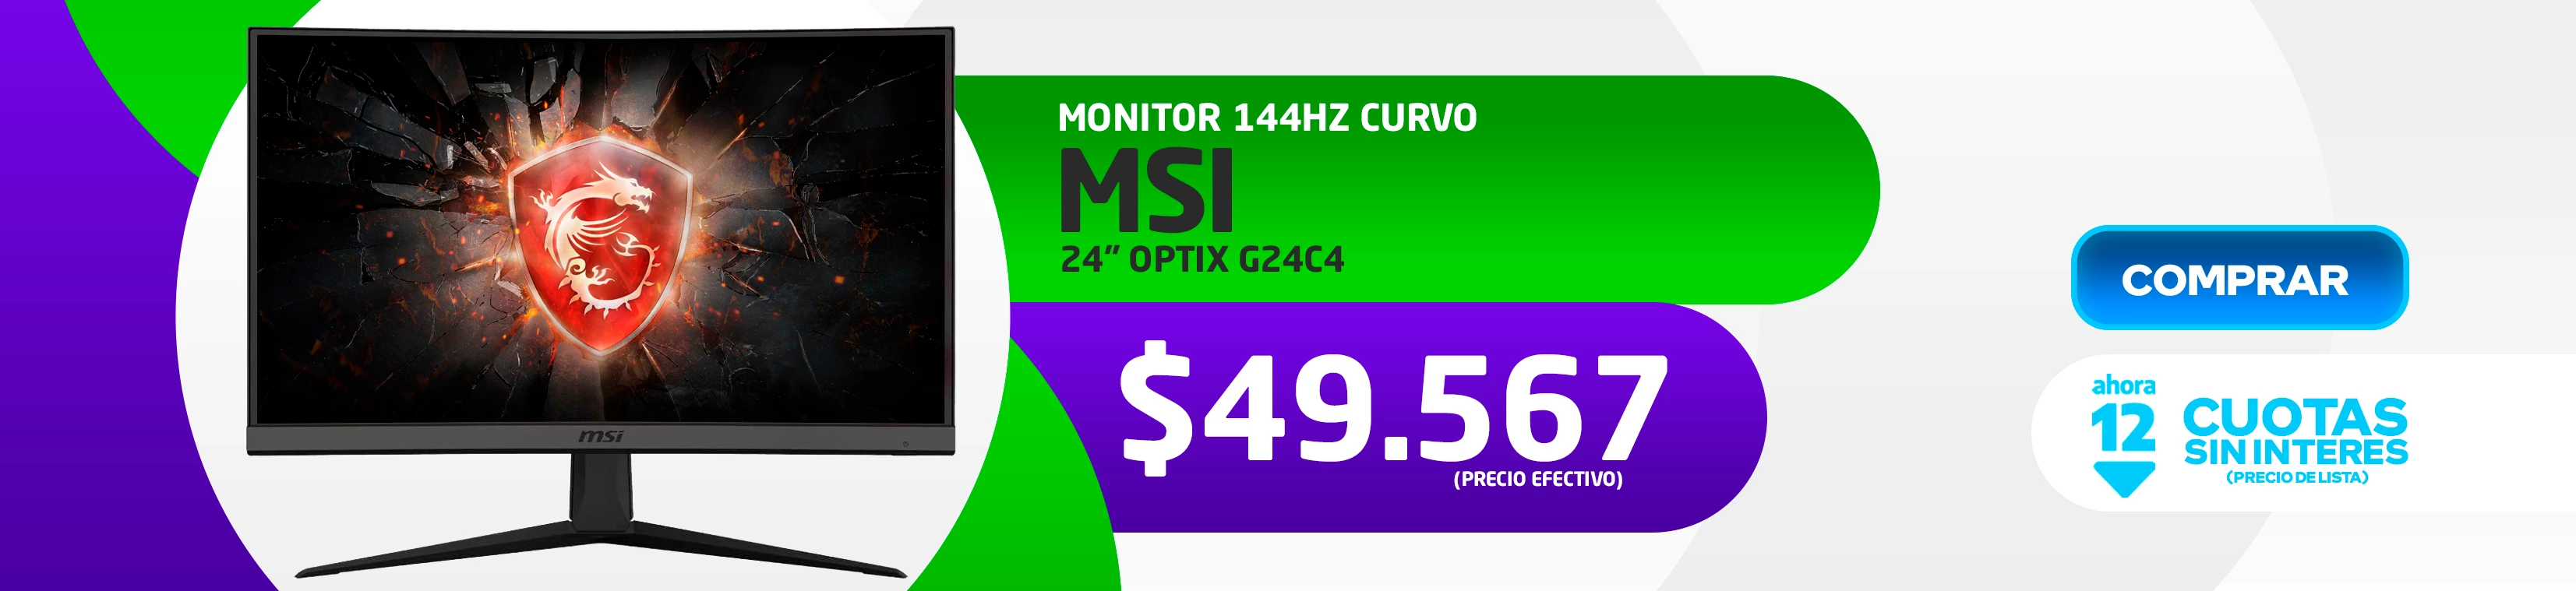 msi
MONITOR 144HZ CURVO
MSI
24” OPTIX G24C4
$49.567
(PRECIO EFECTIVO)
COMPRAR
ahora
12
CUOTAS
SIN INTERES
(PRECIO DE LISTA)